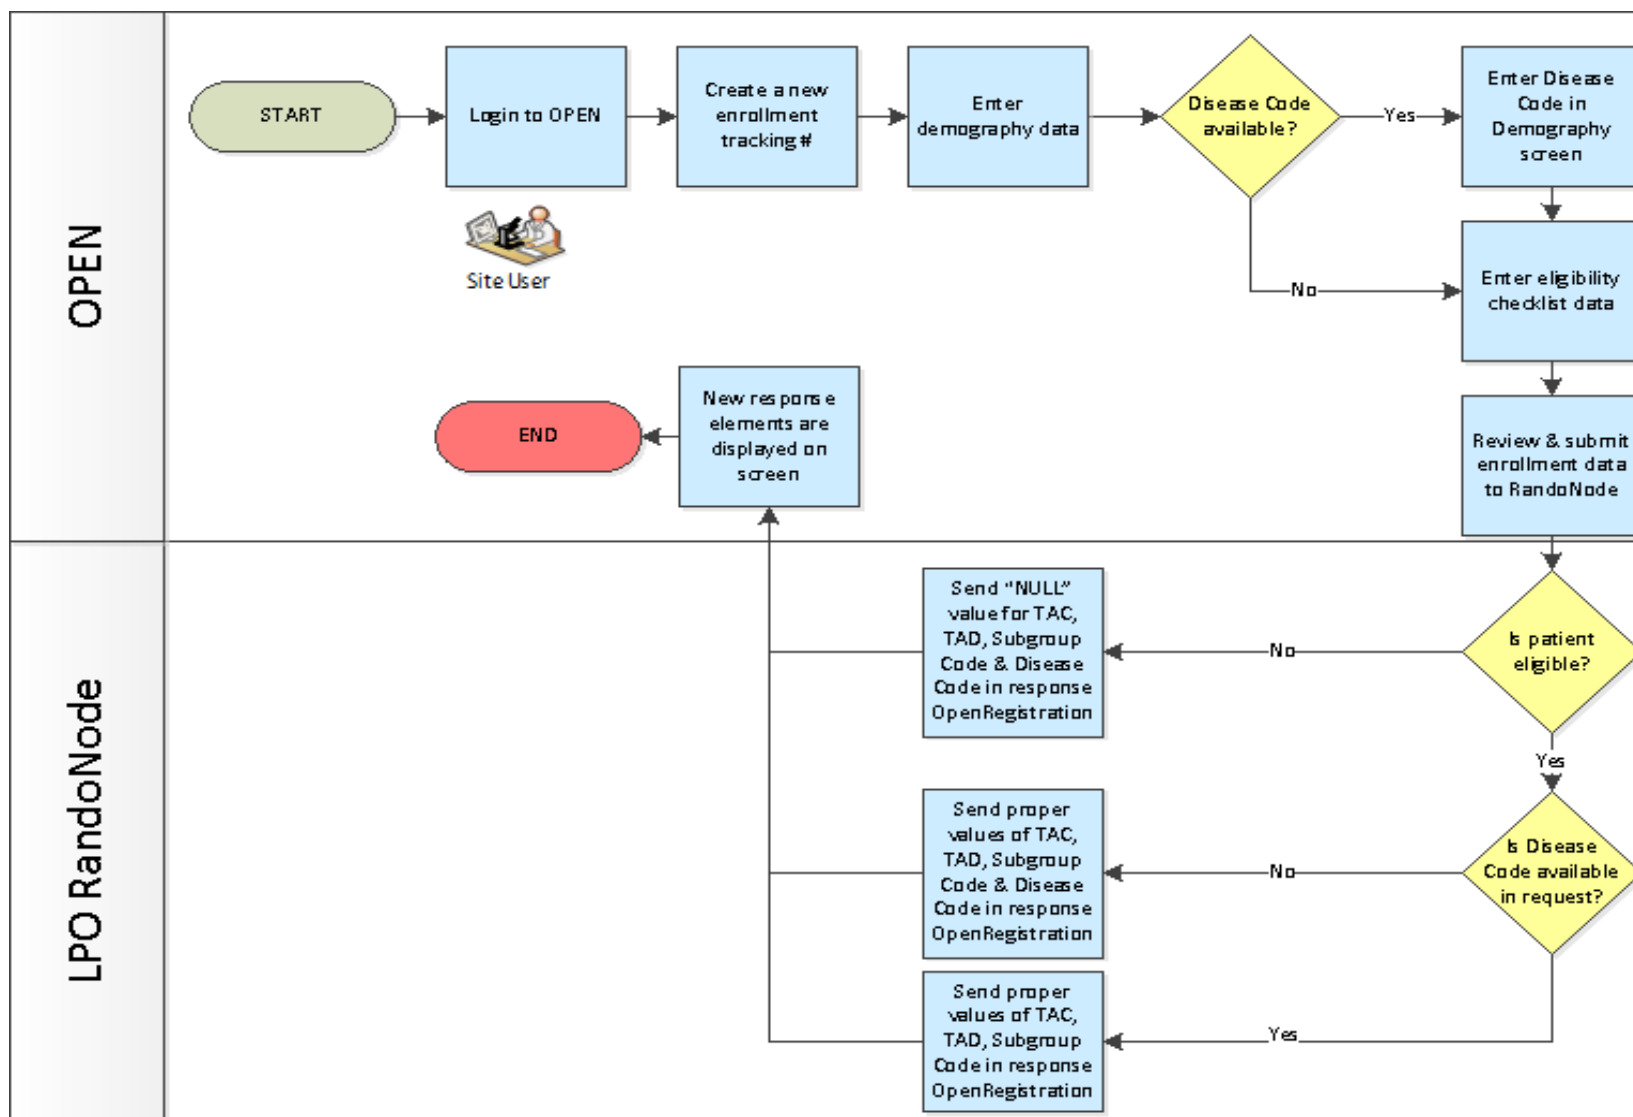 OPEN
START
Login to OPEN
Site User
Create a new
enrollment
tracking #
Enter
demography data
Disease Code
available?
Yes
No
Enter Disease
Code in
Demography
screen
Enter eligibility
checklist data
Review & submit
enrollment data
to RandoNode
New response
elements are
displayed on
screen
END
LPO RandoNode
Is patient
eligible?
No
Yes
Send “NULL”
value for TAC,
TAD, Subgroup
Code & Disease
Code in response
OpenRegistration
Is Disease
Code available
in request?
No
Yes
Send proper
values of TAC,
TAD, Subgroup
Code & Disease
Code in response
OpenRegistration
Send proper
values of TAC,
TAD, Subgroup
Code in response
OpenRegistration